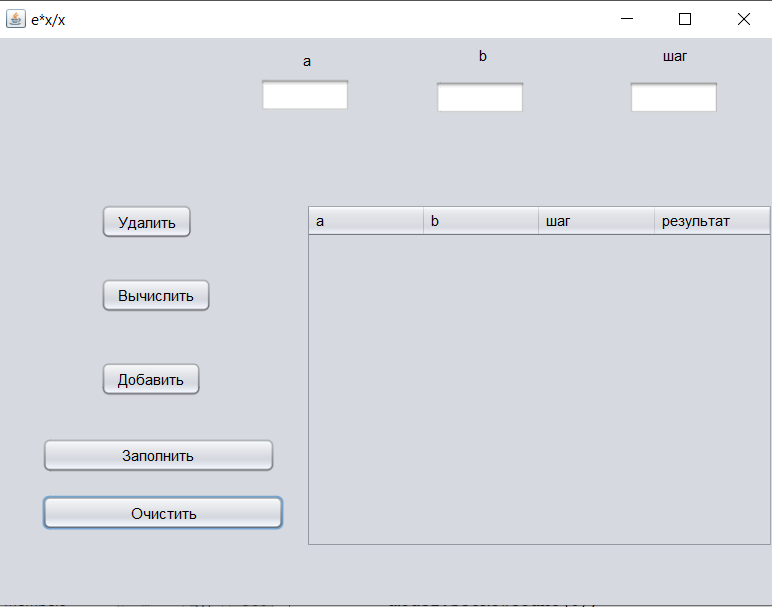 e*x/x
a b шаг
Удалить
a b шаг результат
Вычислить
Добавить
Заполнить
Очистить